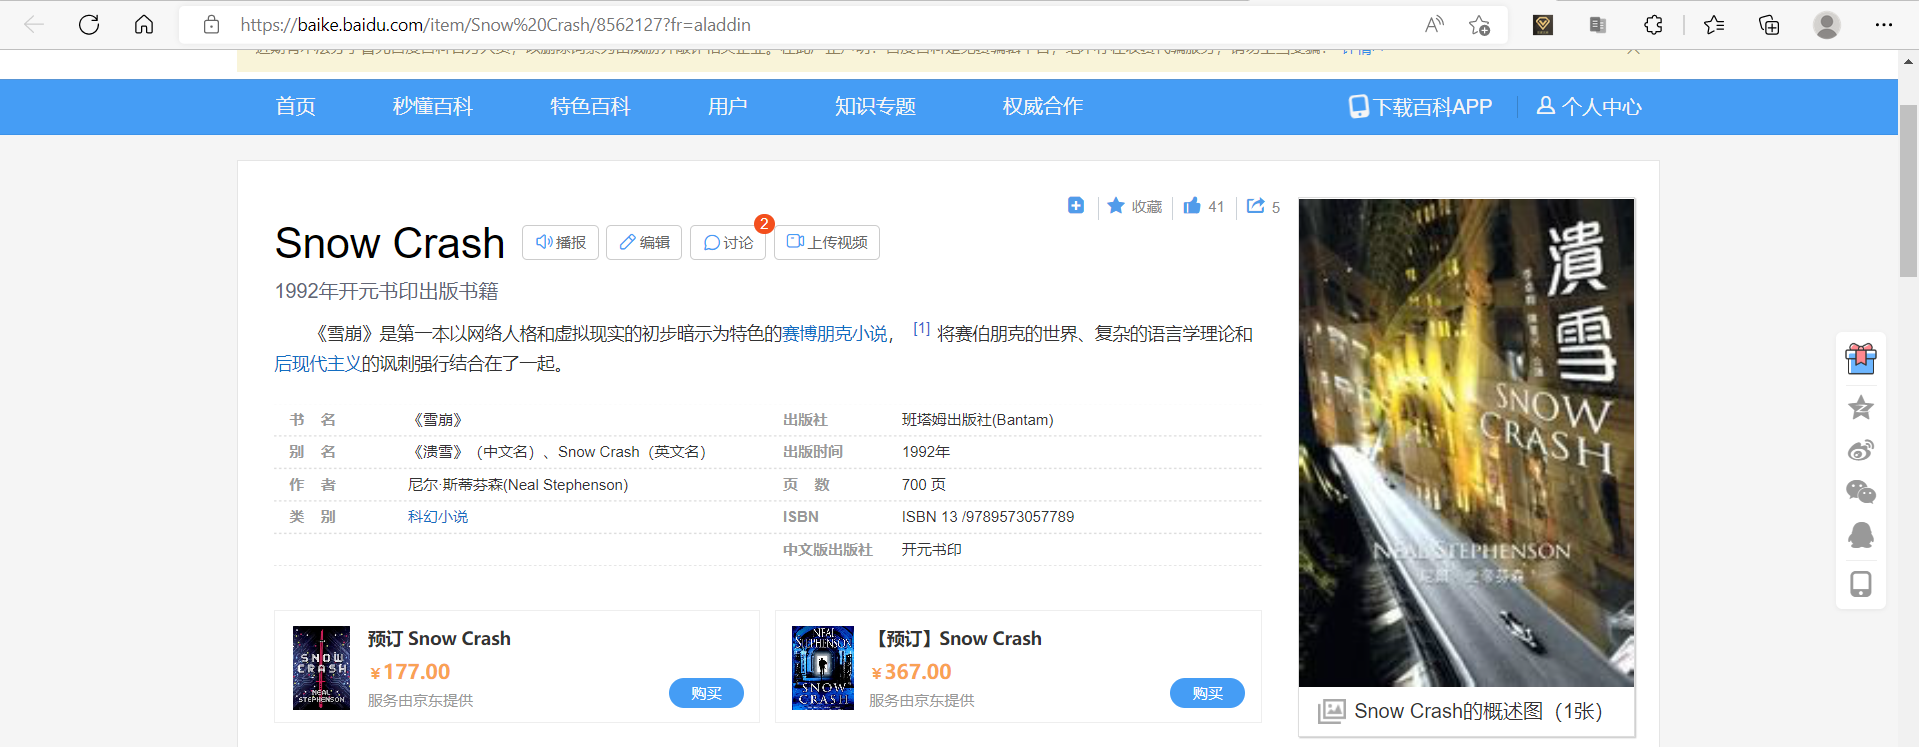 https://baike.baidu.com/item/Snow%20Crash/8562127?fr=aladdin
首页 秒懂百科 特色百科 用户 知识专题 权威合作 下载百科APP 个人中心
收藏 41 5
Snow Crash 播报 编辑 讨论 2 上传视频
1992年开元书印出版书籍
《雪崩》是第一本以网络人格和虚拟现实的初步暗示为特色的赛博朋克小说， [1] 将赛伯朋克的世界、复杂的语言学理论和
后现代主义的讽刺强行结合在了一起。
书 名 《雪崩》 出版社 班塔姆出版社(Bantam)
别 名 《溃雪》（中文名）、Snow Crash（英文名） 出版时间 1992年
作 者 尼尔·斯蒂芬森(Neal Stephenson) 页 数 700 页
类 别 科幻小说 ISBN ISBN 13 /9789573057789
中文版出版社 开元书印
SNOW
CRASH
NEAL
STEPHENSON
预订 Snow Crash
¥177.00
服务由京东提供
购买
NEAL
STEPHENSON
SNOW
CRASH
【预订】Snow Crash
¥367.00
服务由京东提供
购买
潰雪
SNOW
CRASH
NEAL STEPHENSON
Snow Crash的概述图（1张）